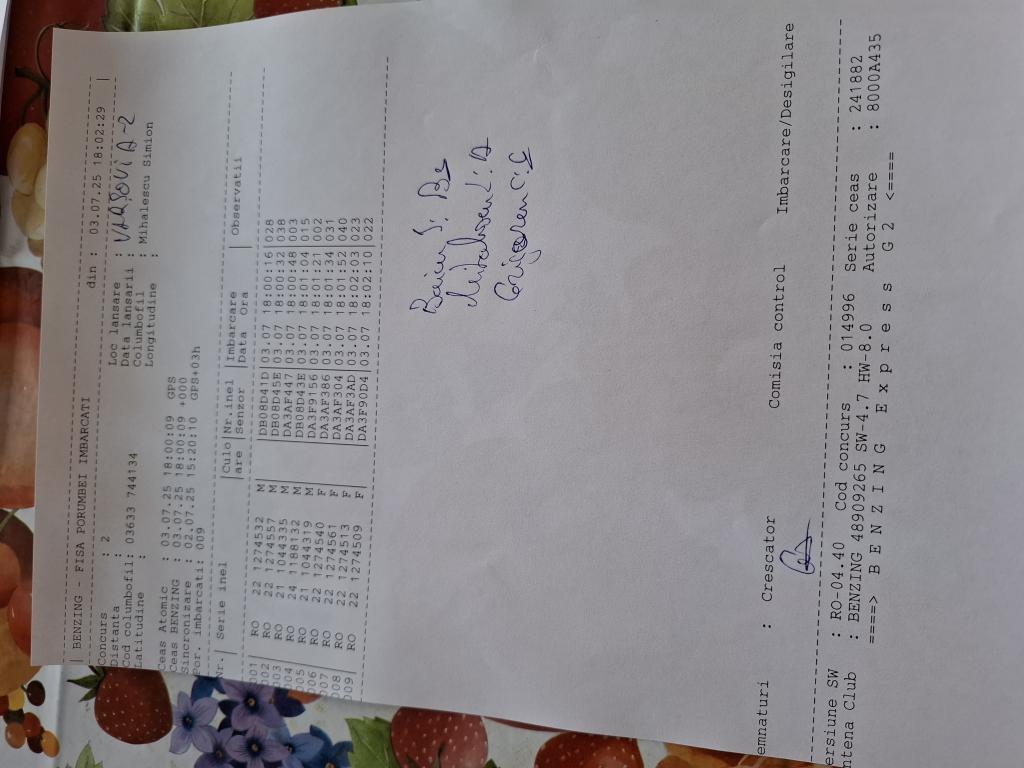 | BENZING - FISA PORUMBEI IMBARCATI din : 03.07.25 18:02:29 |
Concurs : 2 Loc lansare : VARSOVIA-2
Distanta : Data lansarii :
Cod columbofil: 03633 744134 Columbofil : Mihalescu Simion
Latitudine : Longitudine :
Ceas Atomic : 03.07.25 18:00:09 GPS
Ceas BENZING : 03.07.25 18:00:09 000
Sincronizare : 02.07.25 15:20:10 GPS+03h
Por. imbarcati: 009
Nr.| Serie inel |Culo|Nr.inel |Imbarcare | Observatii
|are |Senzor |Data Ora |
001| RO 22 1274532 M |DB08D41D|03.07 18:00:16|028
002| RO 22 1274557 M |DB08D45E|03.07 18:00:32|038
003| RO 21 1044335 M |DA3AF447|03.07 18:00:48|003
004| RO 24 1088132 M |DB08D43E|03.07 18:01:04|015
005| RO 21 1044319 M |DA3F9156|03.07 18:01:21|002
006| RO 22 1274540 F |DA3AF386|03.07 18:01:34|031
007| RO 22 1274561 F |DA3AF304|03.07 18:01:52|040
008| RO 22 1274513 F |DA3AF3AD|03.07 18:02:03|023
009| RO 22 1274509 F |DA3F90D4|03.07 18:02:10|022
emnaturi : Crescator Comisia control Imbarcare/Desigilare
ersiune SW : RO-04.40 Cod concurs : 014996 Serie ceas : 241882
ntena Club : BENZING 48909265 SW-4.7 HW-8.0 Autorizare : 8000A435
====> B E N Z I N G E x p r e s s G 2 <====